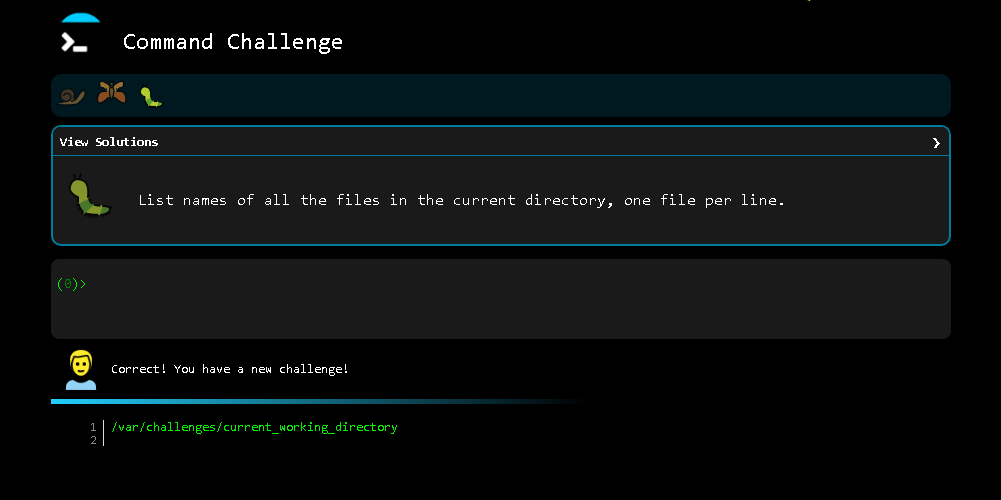 Command Challenge
View Solutions
List names of all the files in the current directory, one file per line.
(0)>
Correct! You have a new challenge!
1 /var/challenges/current_working_directory
2